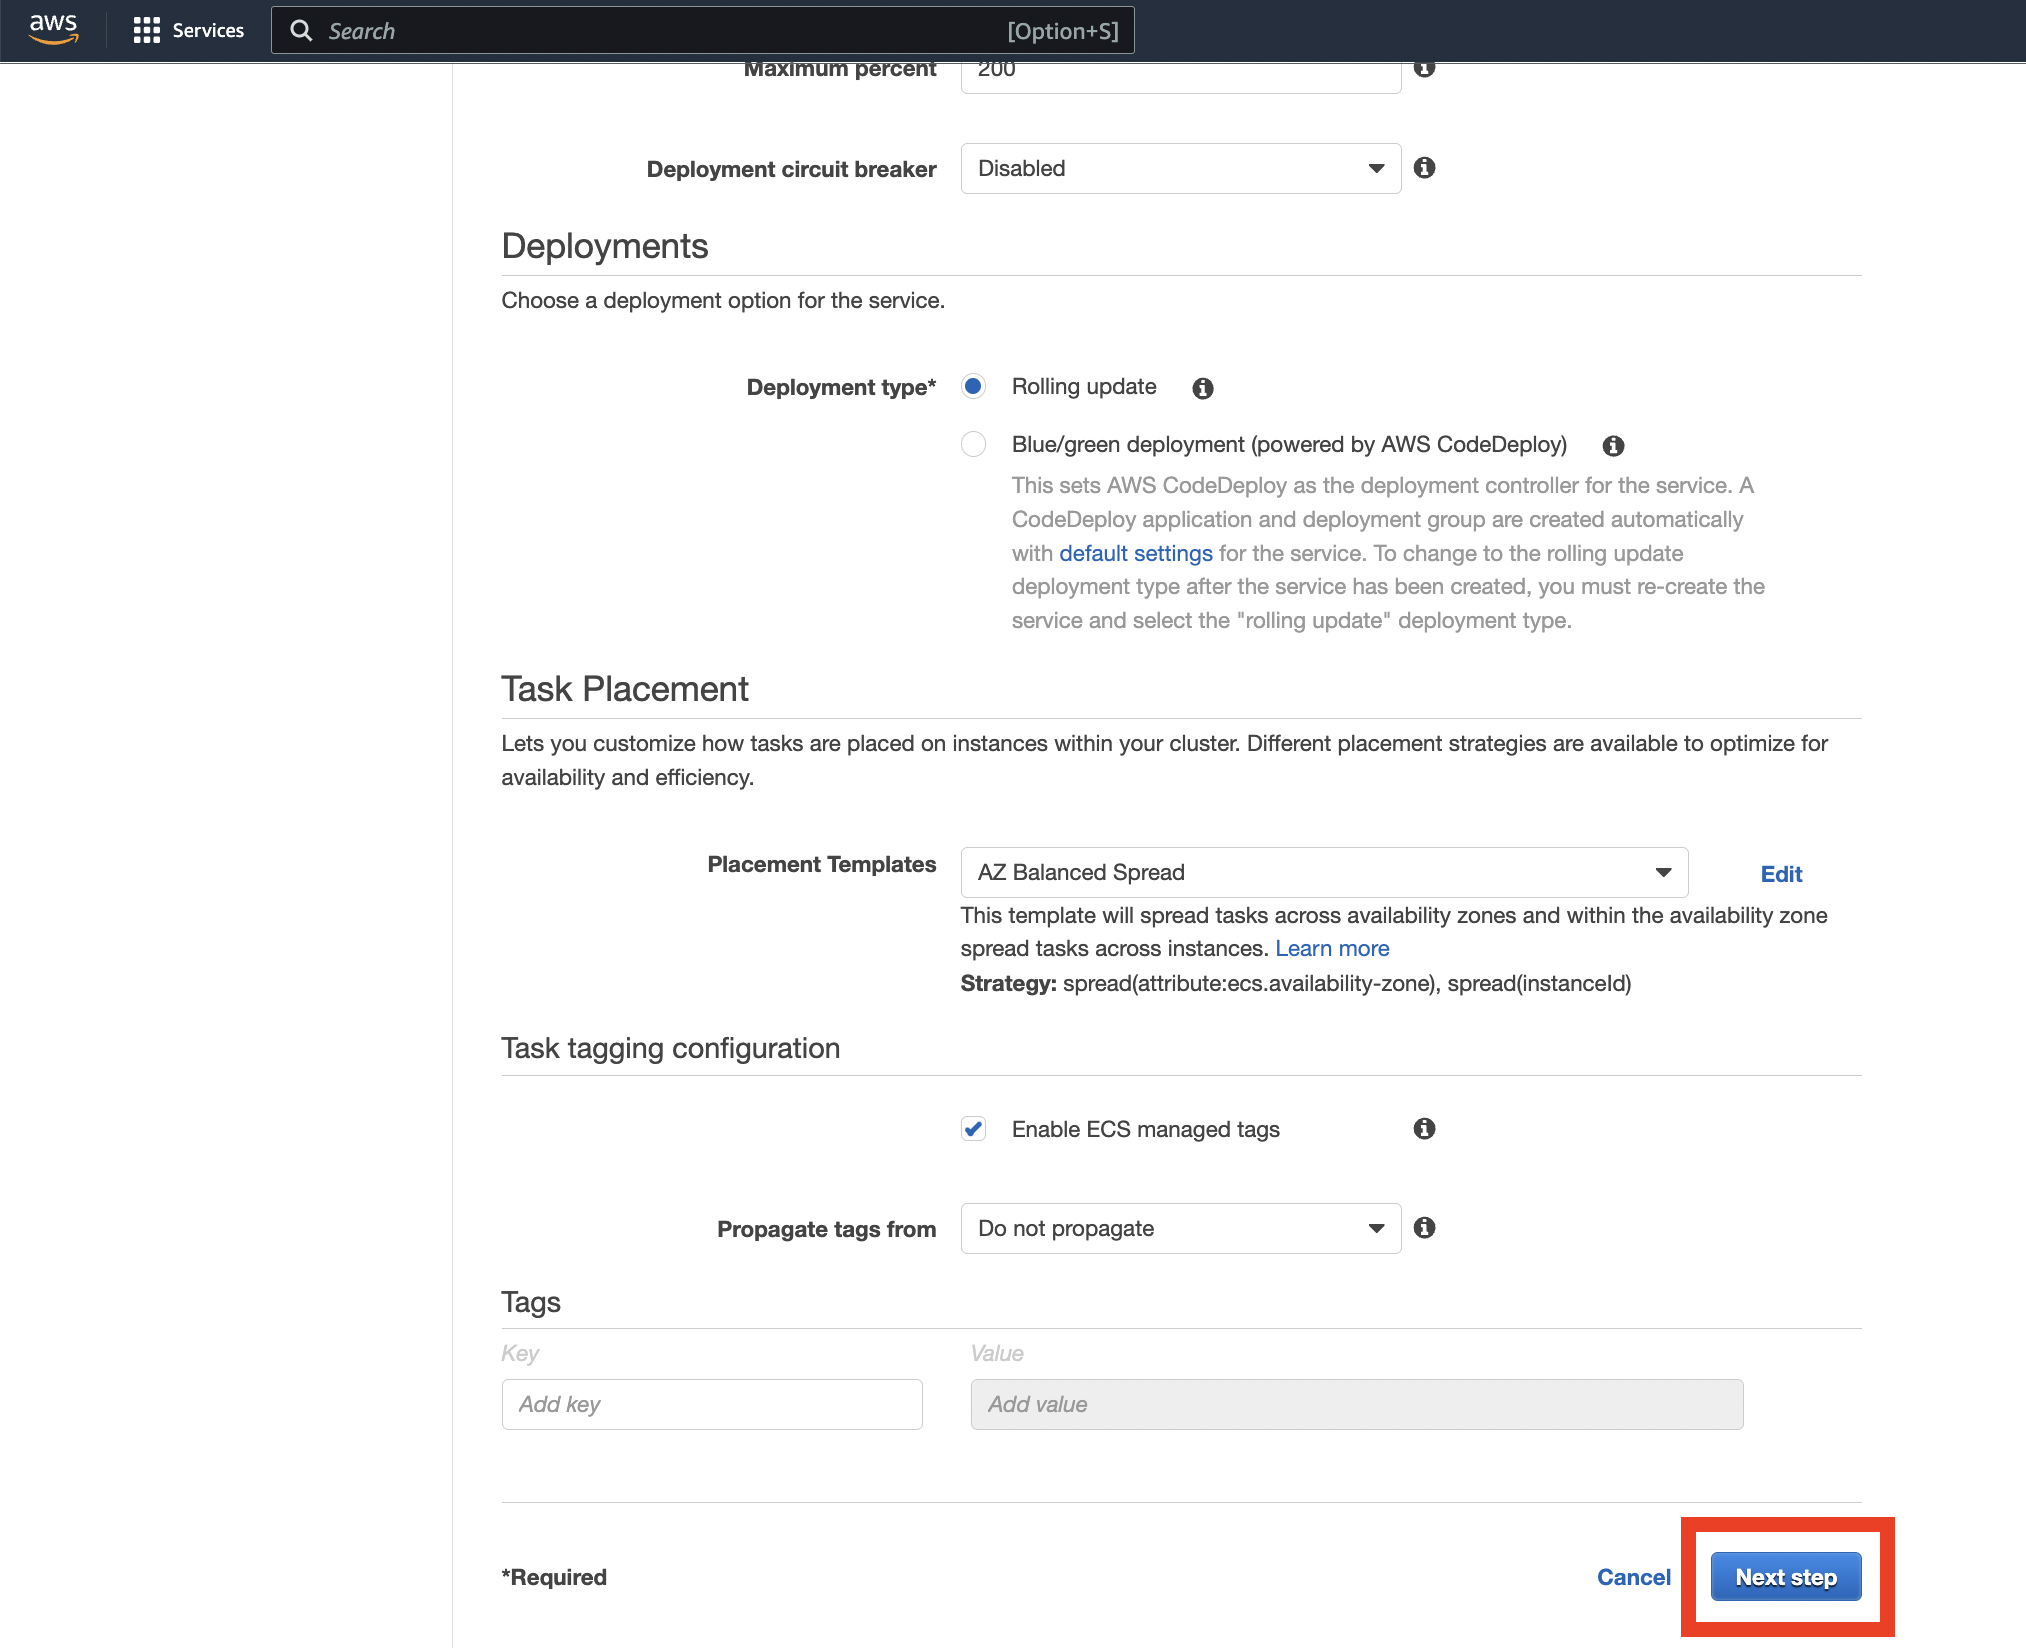 aws Services Search [Option+S]
Maximum percent 200
Deployment circuit breaker Disabled
Deployments
Choose a deployment option for the service.
Deployment type* Rolling update
Blue/green deployment (powered by AWS CodeDeploy)
This sets AWS CodeDeploy as the deployment controller for the service. A
CodeDeploy application and deployment group are created automatically
with default settings for the service. To change to the rolling update
deployment type after the service has been created, you must re-create the
service and select the "rolling update" deployment type.
Task Placement
Lets you customize how tasks are placed on instances within your cluster. Different placement strategies are available to optimize for
availability and efficiency.
Placement Templates AZ Balanced Spread Edit
This template will spread tasks across availability zones and within the availability zone
spread tasks across instances. Learn more
Strategy: spread(attribute:ecs.availability-zone), spread(instanceId)
Task tagging configuration
Enable ECS managed tags
Propagate tags from Do not propagate
Tags
Key Value
Add key Add value
*Required Cancel Next step